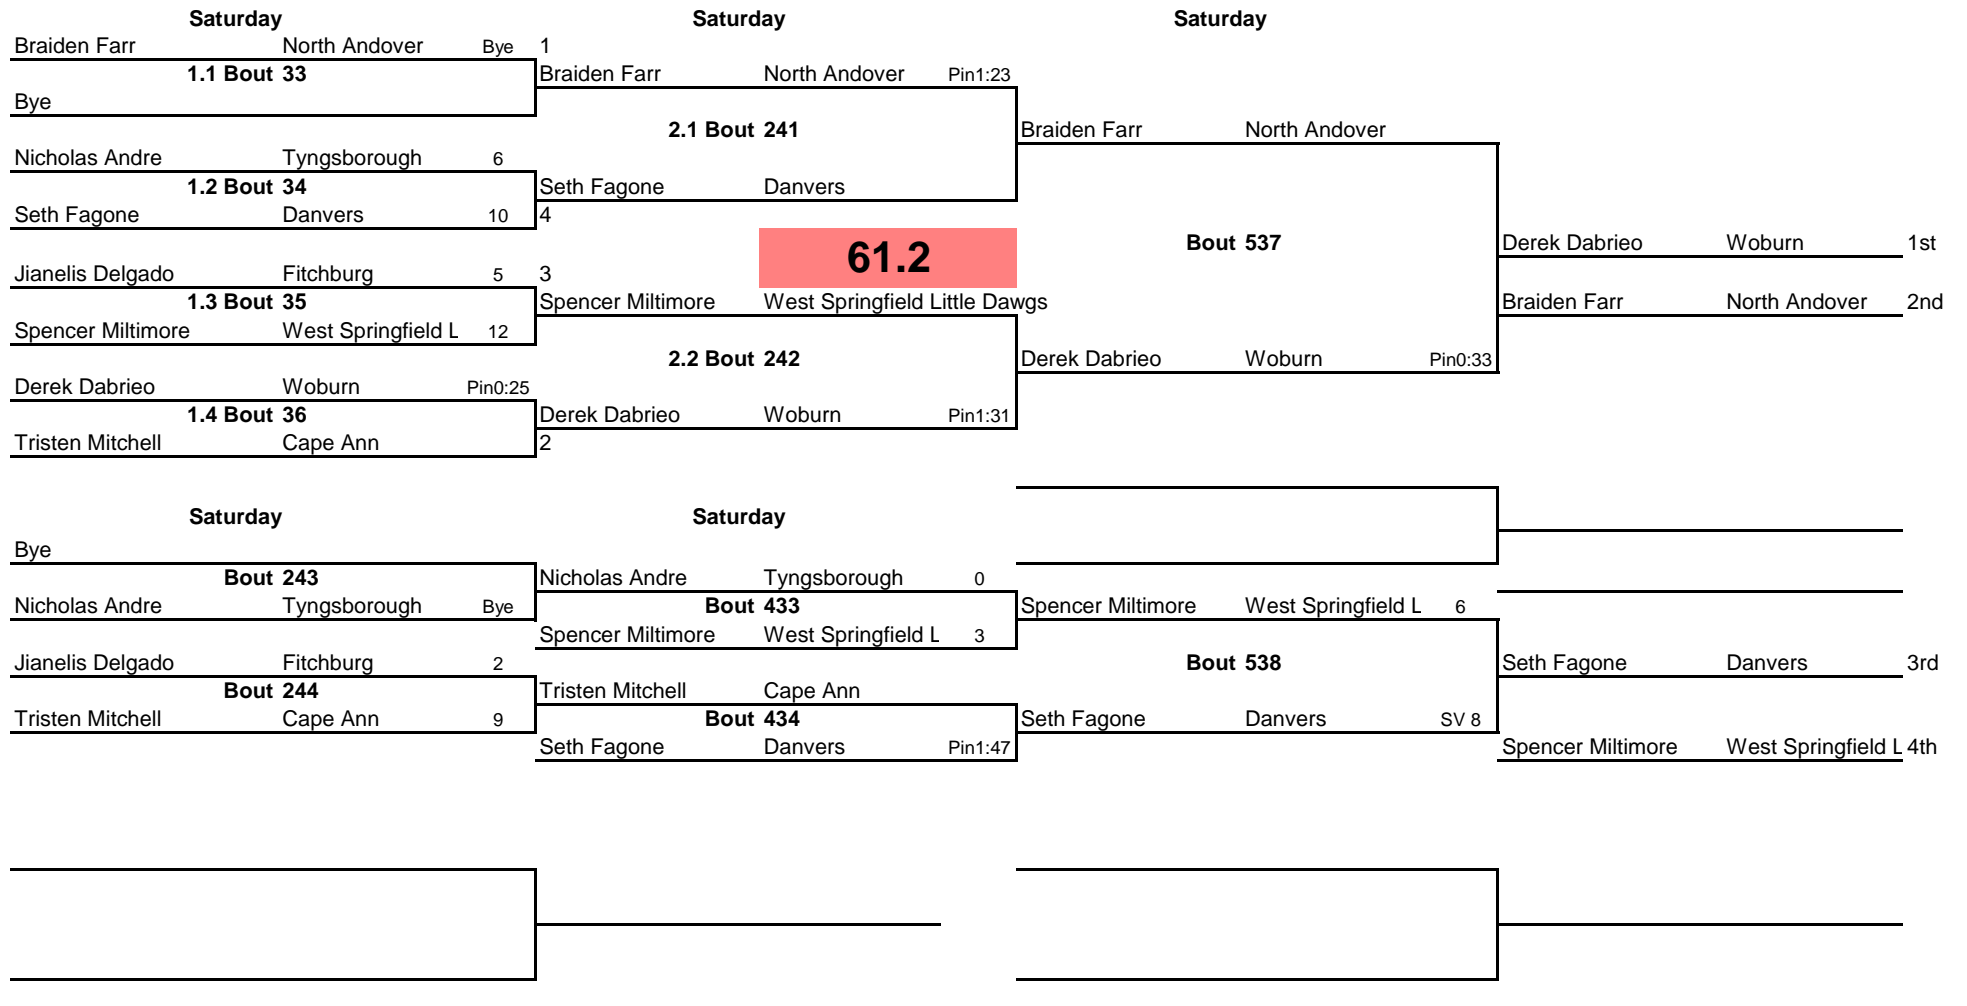 Saturday Saturday Saturday
Braiden Farr North Andover Bye 1
1.1 Bout 33 Braiden Farr North Andover Pin1:23
Bye
2.1 Bout 241 Braiden Farr North Andover
Nicholas Andre Tyngsborough 6
1.2 Bout 34 Seth Fagone Danvers
Seth Fagone Danvers 10 4
61.2 Bout 537 Derek Dabrieo Woburn 1st
Jianelis Delgado Fitchburg 5 3
1.3 Bout 35 Spencer Miltimore West Springfield Little Dawgs Braiden Farr North Andover 2nd
Spencer Miltimore West Springfield L 12
2.2 Bout 242 Derek Dabrieo Woburn Pin0:33
Derek Dabrieo Woburn Pin0:25
1.4 Bout 36 Derek Dabrieo Woburn Pin1:31
Tristen Mitchell Cape Ann 2
Saturday Saturday
Bye
Bout 243 Nicholas Andre Tyngsborough 0
Nicholas Andre Tyngsborough Bye Bout 433 Spencer Miltimore West Springfield L 6
Spencer Miltimore West Springfield L 3
Jianelis Delgado Fitchburg 2 Bout 538 Seth Fagone Danvers 3rd
Bout 244 Tristen Mitchell Cape Ann
Tristen Mitchell Cape Ann 9 Bout 434 Seth Fagone Danvers SV 8
Seth Fagone Danvers Pin1:47 Spencer Miltimore West Springfield L 4th